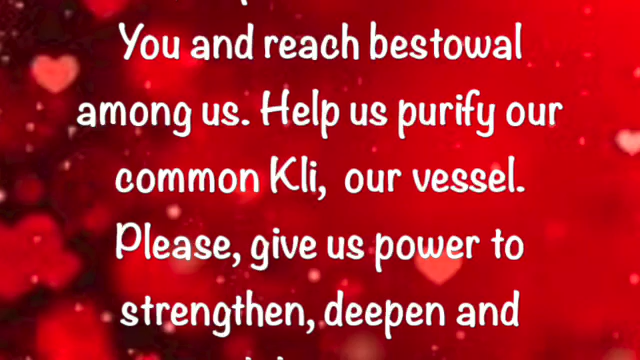 You and reach bestowal
among us. Help us purify our
common Kli, our vessel.
Please, give us power to
strengthen, deepen and